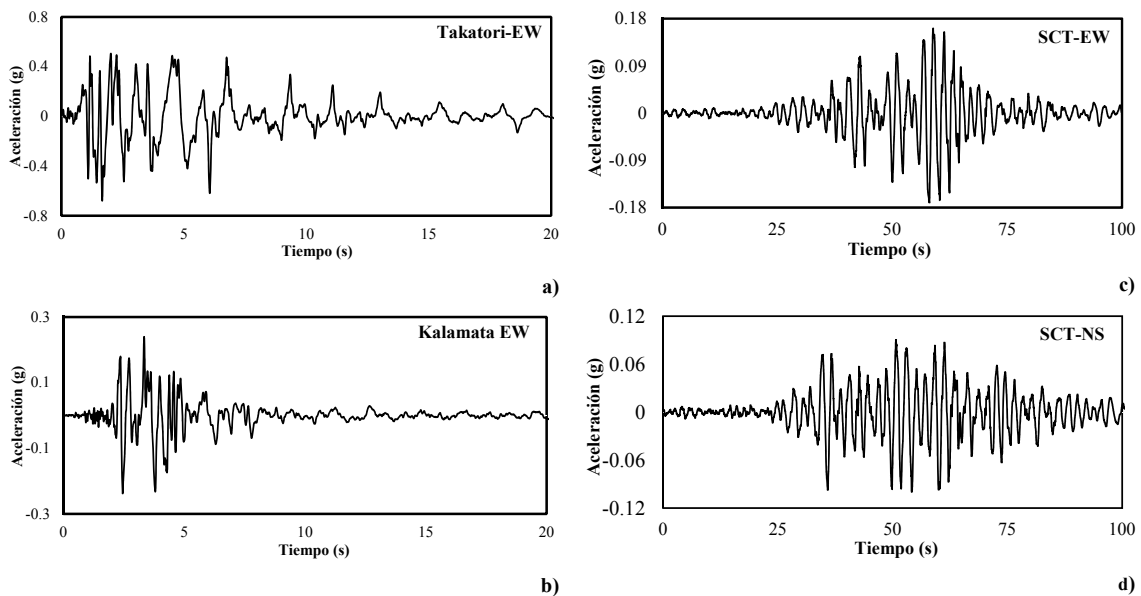 Takatori-EW
Aceleración (g)
0.8
0.4
0
-0.4
-0.8
0
5
10
15
20
Tiempo (s)
a)
Kalamata EW
Aceleración (g)
0.3
0.1
-0.1
-0.3
0
5
10
15
20
Tiempo (s)
b)
SCT-EW
Aceleración (g)
0.18
0.09
0
-0.09
-0.18
0
25
50
75
100
Tiempo (s)
c)
SCT-NS
Aceleración (g)
0.12
0.06
0
-0.06
-0.12
0
25
50
75
100
Tiempo (s)
d)